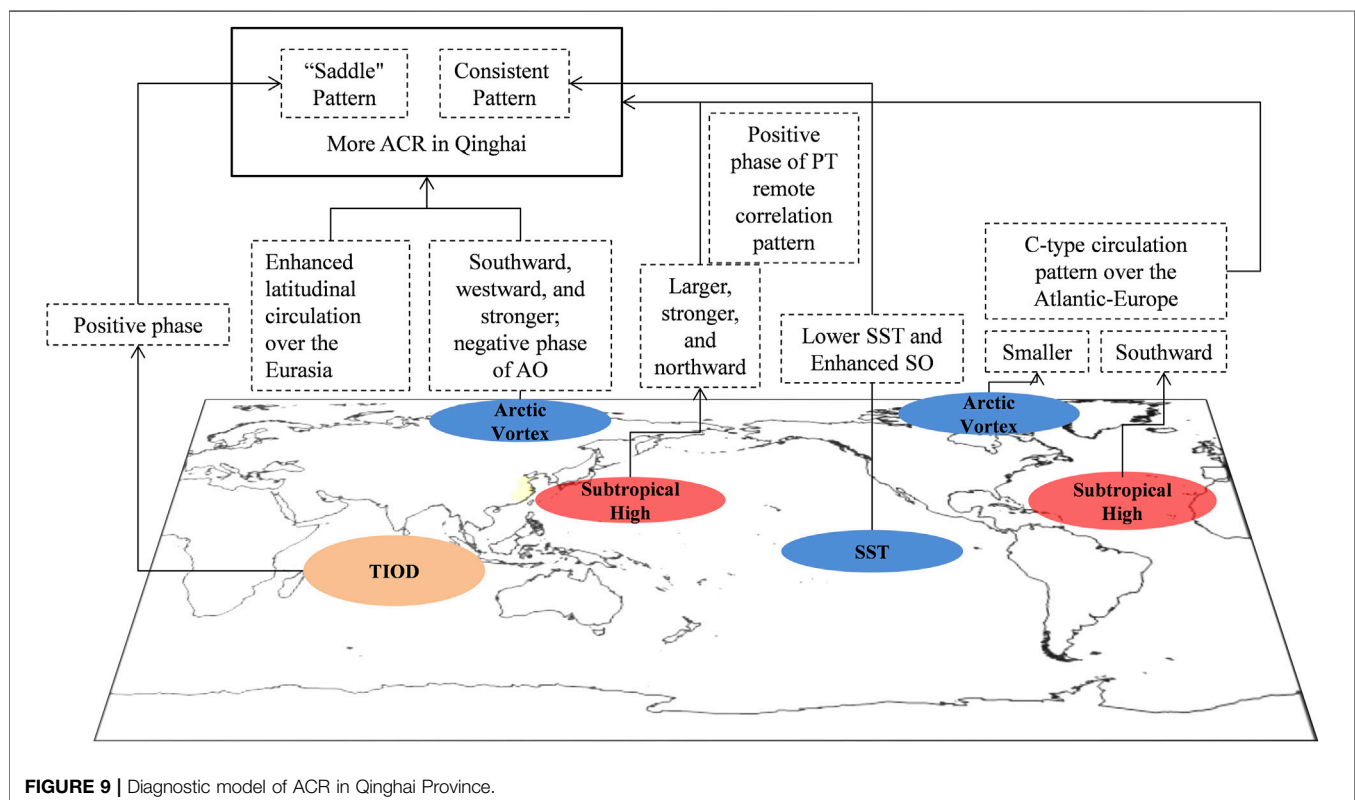 “Saddle"
Pattern
Consistent
Pattern
More ACR in Qinghai
Positive
phase of PT
remote
correlation
pattern
Enhanced
latitudinal
circulation
over the
Eurasia
Southward,
westward, and
stronger;
negative phase
of AO
Larger,
stronger,
and
northward
C-type circulation
pattern over the
Atlantic-Europe
Positive phase
Lower SST and
Enhanced SO
Smaller
Southward
Arctic
Vortex
Arctic
Vortex
Subtropical
High
Subtropical
High
TIOD
SST
FIGURE 9 | Diagnostic model of ACR in Qinghai Province.